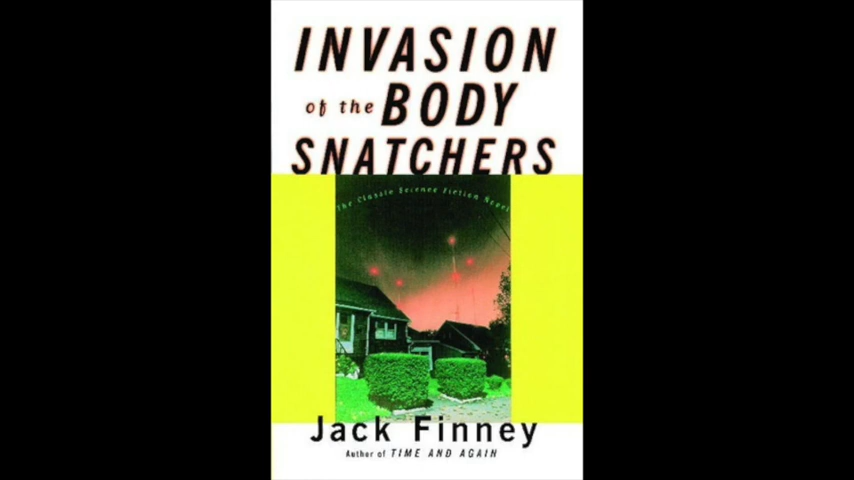 INVASION
of the BODY
SNATCHERS
The Classic Science Fiction Novel
Jack Finney
Author of TIME AND AGAIN